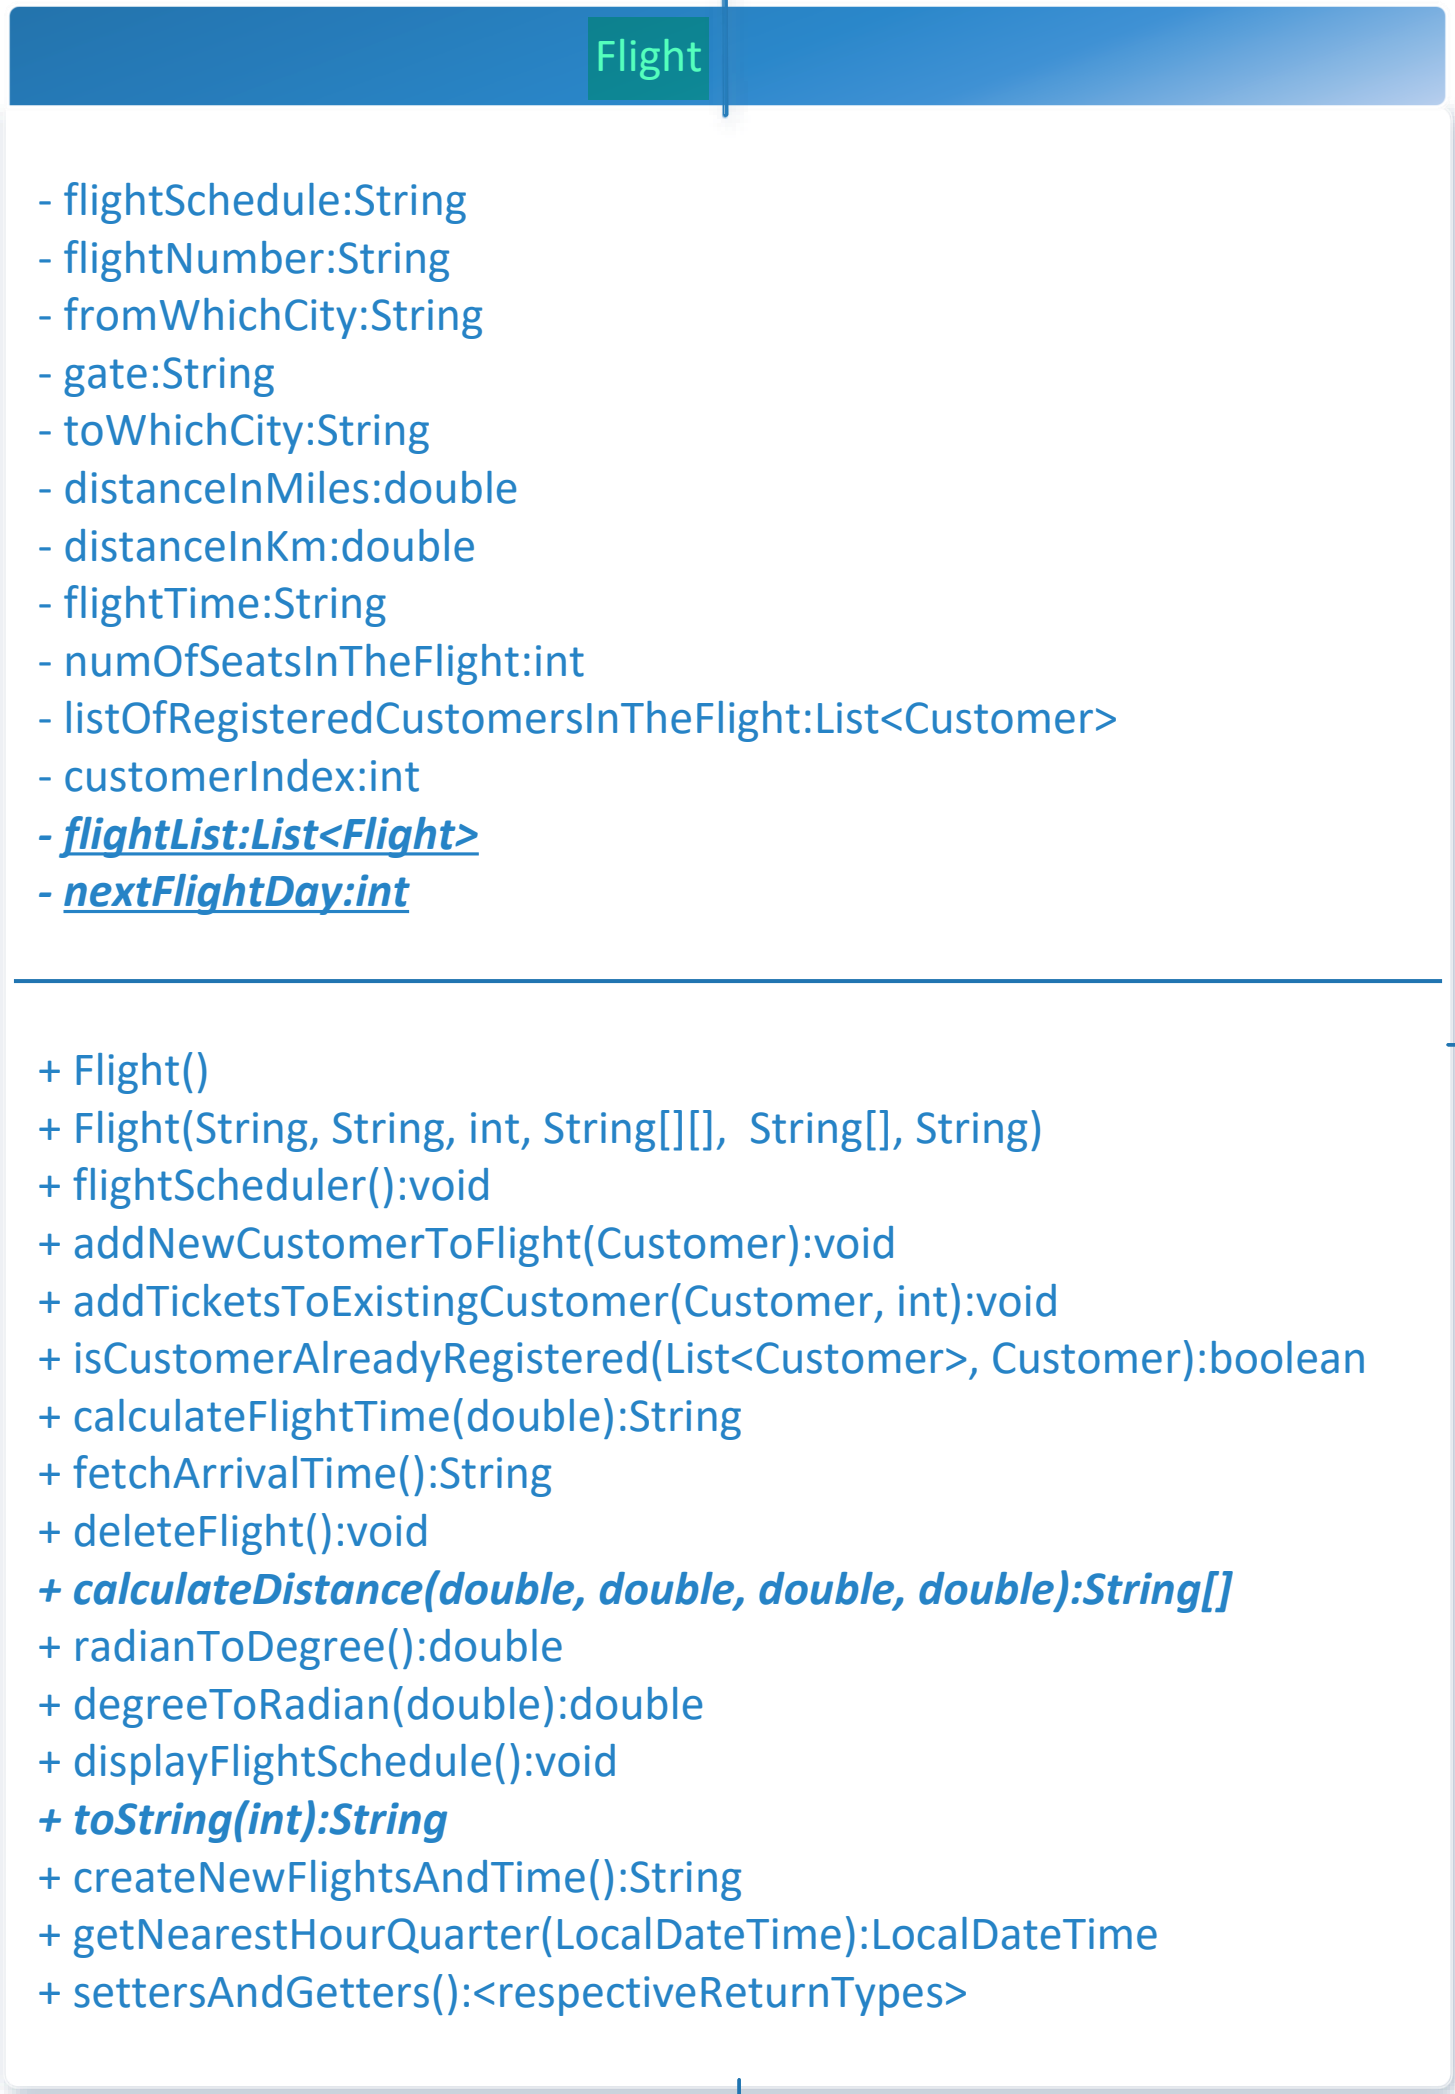 Flight
- flightSchedule:String
- flightNumber:String
- fromWhichCity:String
- gate:String
- toWhichCity:String
- distanceInMiles:double
- distanceInKm:double
- flightTime:String
- numOfSeatsInTheFlight:int
- listOfRegisteredCustomersInTheFlight:List<Customer>
- customerIndex:int
- flightList:List<Flight>
- nextFlightDay:int
+ Flight()
+ Flight(String, String, int, String[][],  String[], String)
+ flightScheduler():void
+ addNewCustomerToFlight(Customer):void
+ addTicketsToExistingCustomer(Customer, int):void
+ isCustomerAlreadyRegistered(List<Customer>, Customer):boolean
+ calculateFlightTime(double):String
+ fetchArrivalTime():String
+ deleteFlight():void
+ calculateDistance(double, double, double, double):String[]
+ radianToDegree():double
+ degreeToRadian(double):double
+ displayFlightSchedule():void
+ toString(int):String
+ createNewFlightsAndTime():String
+ getNearestHourQuarter(LocalDateTime):LocalDateTime
+ settersAndGetters():<respectiveReturnTypes>